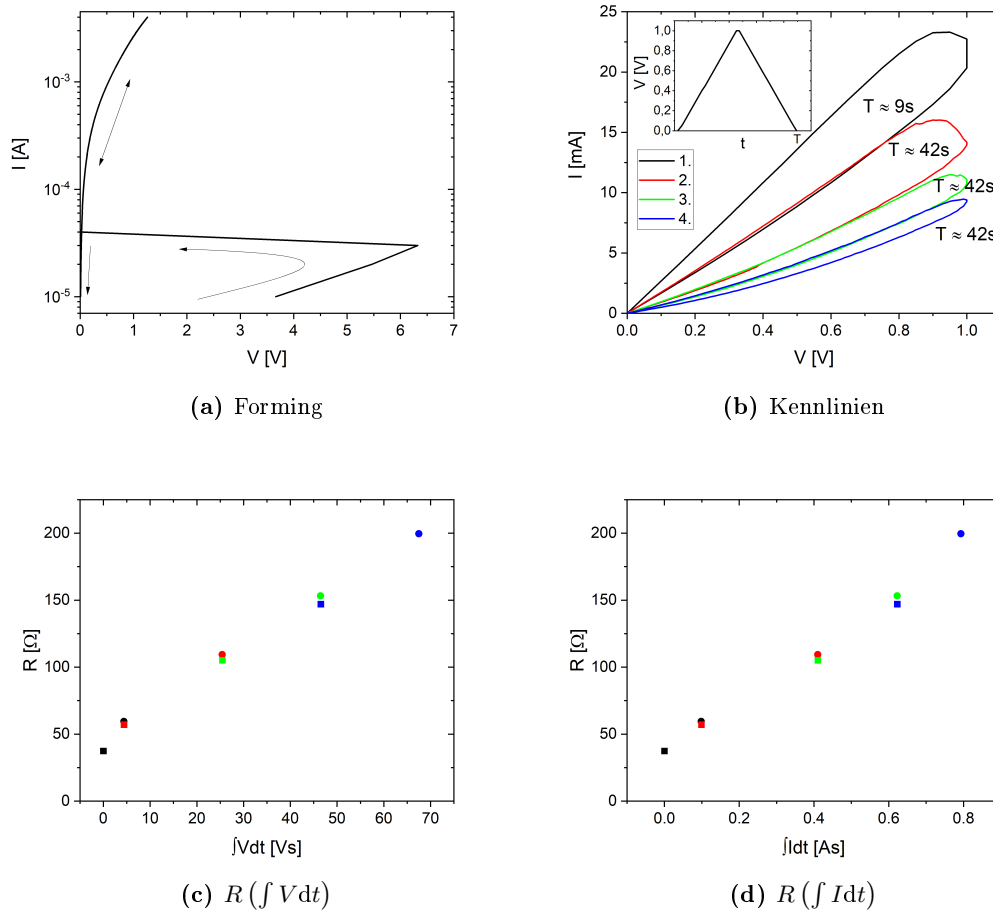 I [A]
10⁻³
10⁻⁴
10⁻⁵
0 1 2 3 4 5 6 7
V [V]
(a) Forming
25
20
15
10
5
0
I [mA]
1,0
0,8
0,6
0,4
0,2
0,0
V [V]
t
T
1.
2.
3.
4.
T ≈ 9s
T ≈ 42s
T ≈ 42s
T ≈ 42s
0.0 0.2 0.4 0.6 0.8 1.0
V [V]
(b) Kennlinien
200
150
100
50
0
R [Ω]
0 10 20 30 40 50 60 70
∫Vdt [Vs]
(c) R (∫ Vdt)
200
150
100
50
0
R [Ω]
0.0 0.2 0.4 0.6 0.8
∫Idt [As]
(d) R (∫ Idt)